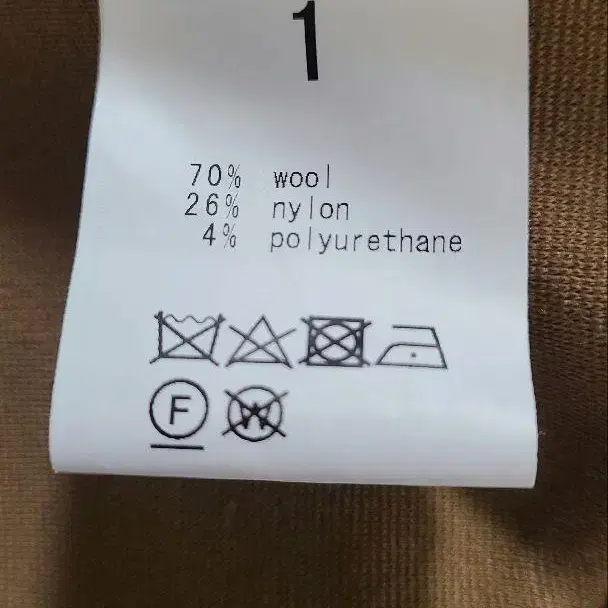 1
70% wool
26% nylon
4% polyurethane
F W